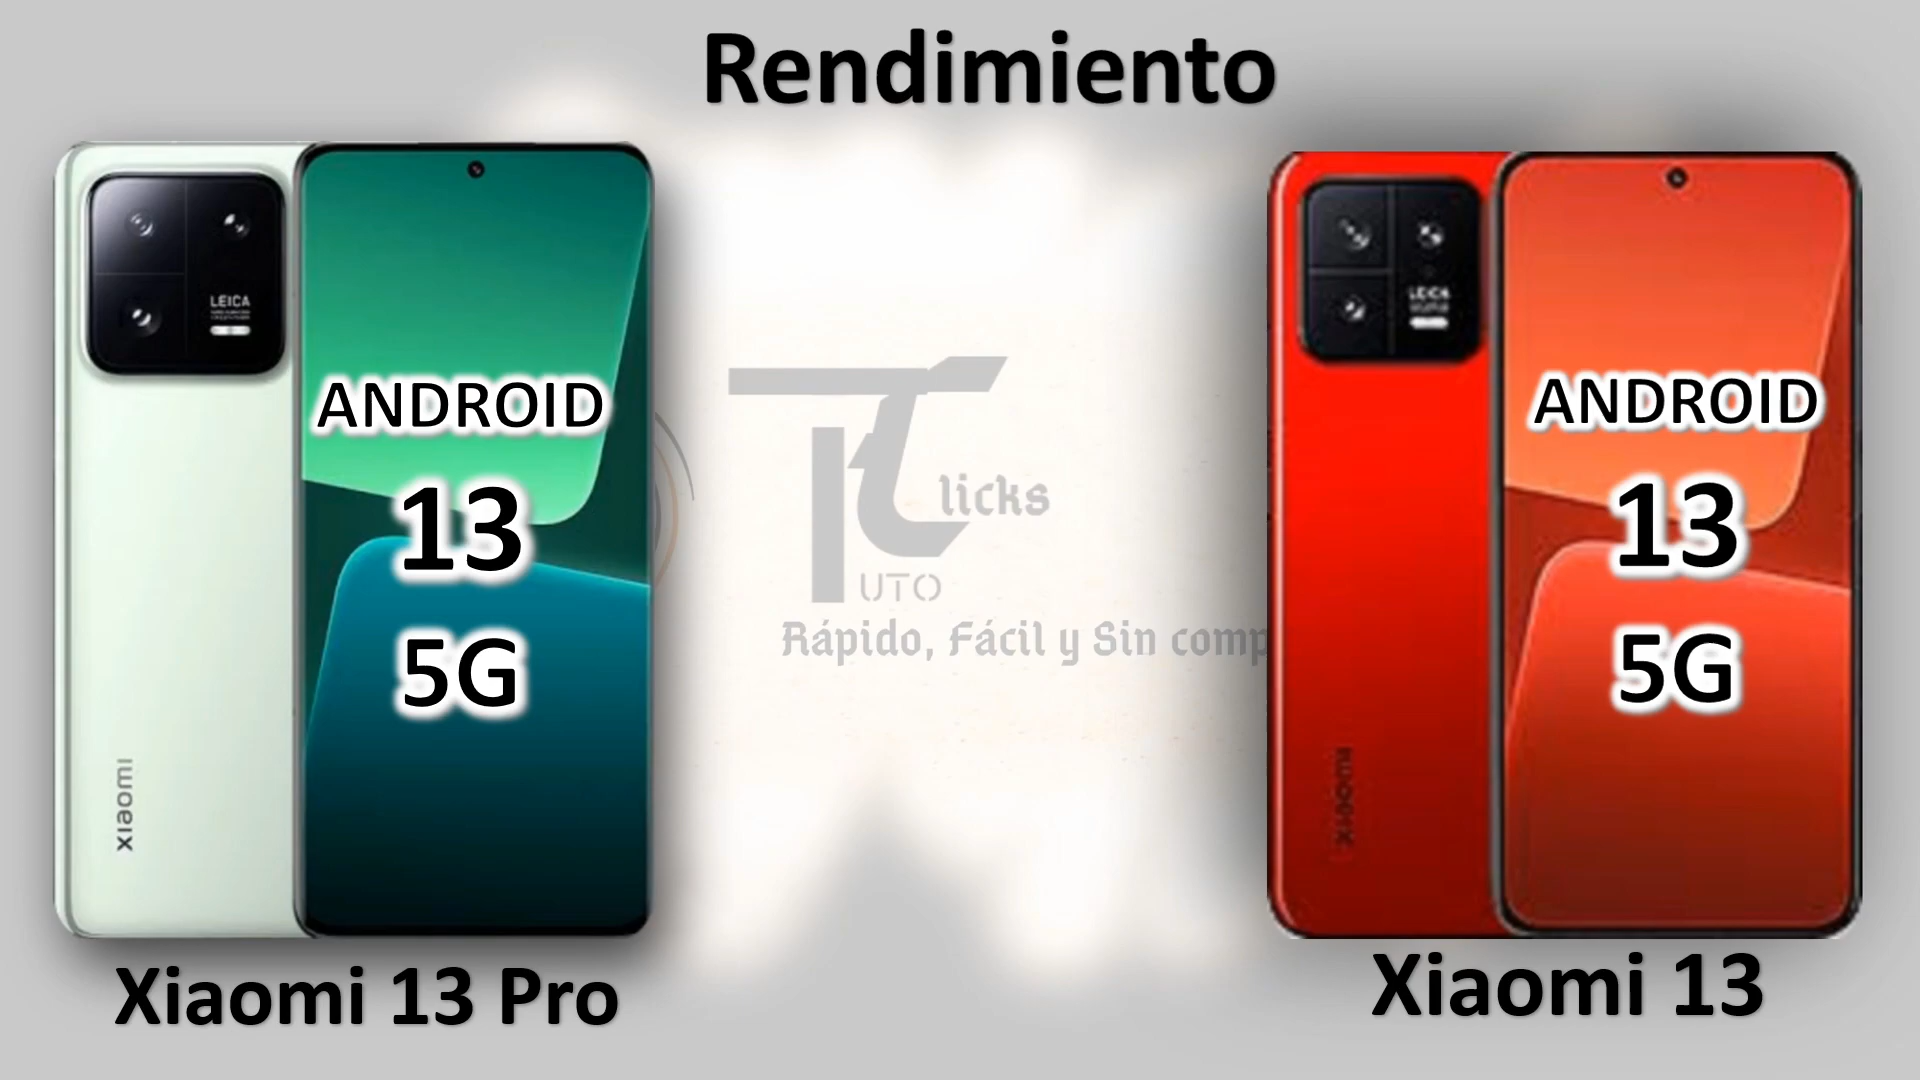 Rendimiento
LEICA
xiaomi
ANDROID
13
5G
Xiaomi 13 Pro
licks
UTO
Rápido, Fácil y Sin comp
LEICA
xiaomi
ANDROID
13
5G
Xiaomi 13